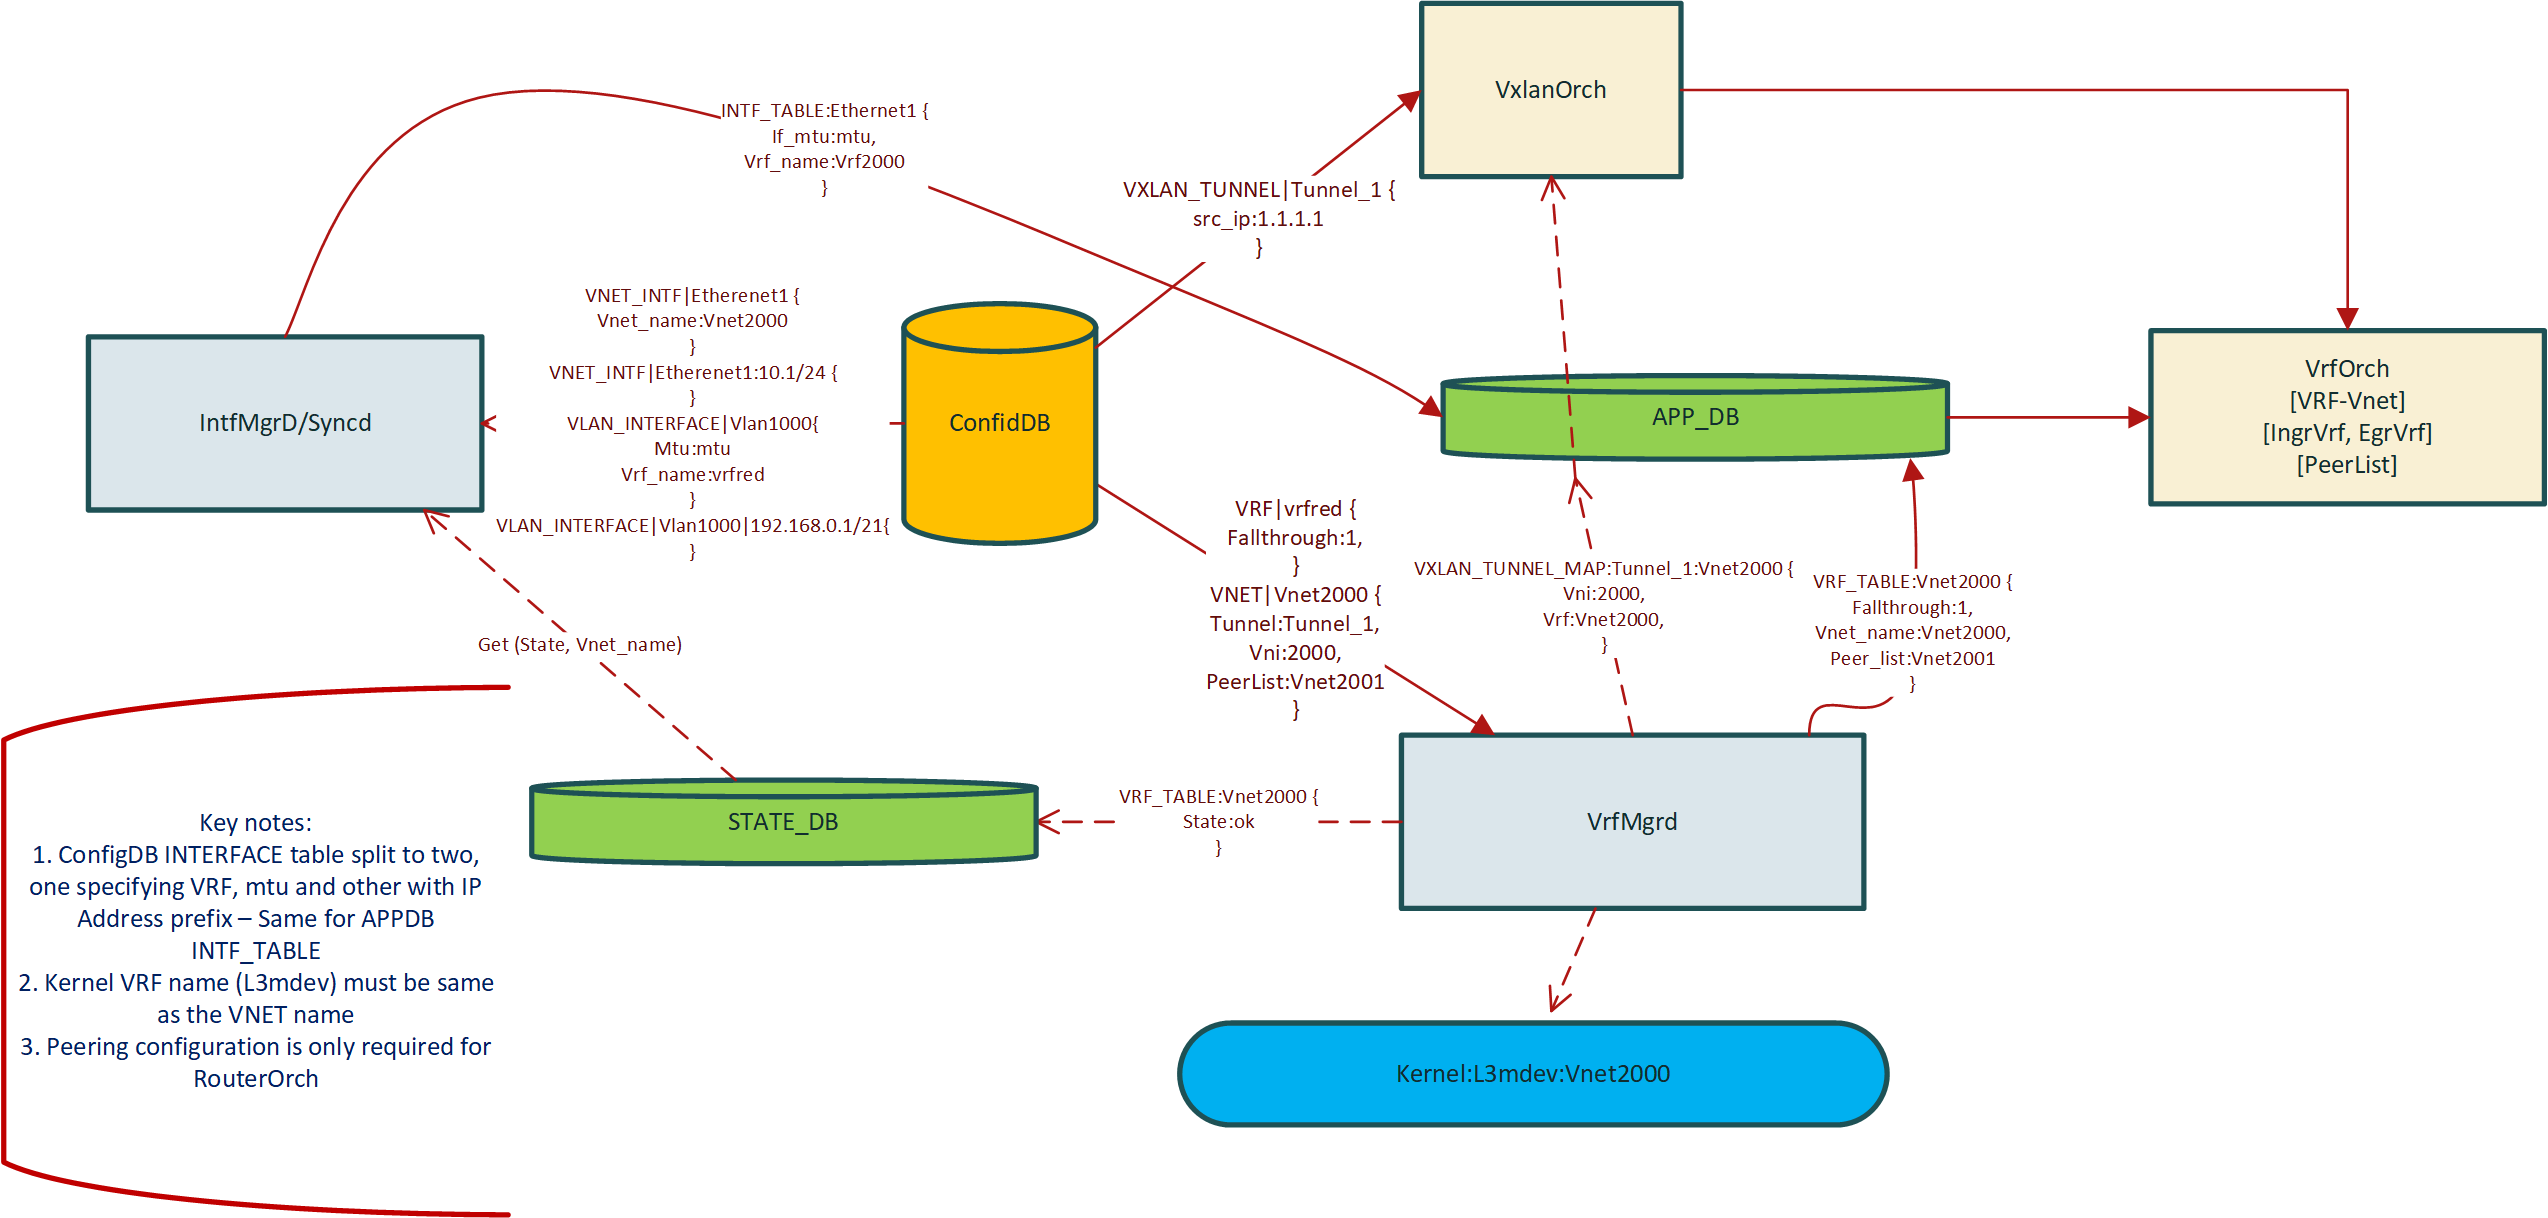 VxlanOrch
INTF_TABLE:Ethernet1 {
If_mtu:mtu,
Vrf_name:Vrf2000
}
VXLAN_TUNNEL|Tunnel_1 {
src_ip:1.1.1.1
}
VNET_INTF|Etherenet1 {
Vnet_name:Vnet2000
}
VNET_INTF|Etherenet1:10.1/24 {
}
VLAN_INTERFACE|Vlan1000{
Mtu:mtu
Vrf_name:vrfred
}
VLAN_INTERFACE|Vlan1000|192.168.0.1/21{
}
IntfMgrD/Syncd
ConfidDB
APP_DB
VrfOrch
[VRF-Vnet]
[IngrVrf, EgrVrf]
[PeerList]
VRF|vrfred {
Fallthrough:1,
}
VNET|Vnet2000 {
Tunnel:Tunnel_1,
Vni:2000,
PeerList:Vnet2001
}
VXLAN_TUNNEL_MAP:Tunnel_1:Vnet2000 {
Vni:2000,
Vrf:Vnet2000,
}
VRF_TABLE:Vnet2000 {
Fallthrough:1,
Vnet_name:Vnet2000,
Peer_list:Vnet2001
}
Get (State, Vnet_name)
STATE_DB
VRF_TABLE:Vnet2000 {
State:ok
}
VrfMgrd
Key notes:
1. ConfigDB INTERFACE table split to two,
one specifying VRF, mtu and other with IP
Address prefix – Same for APPDB
INTF_TABLE
2. Kernel VRF name (L3mdev) must be same
as the VNET name
3. Peering configuration is only required for
RouterOrch
Kernel:L3mdev:Vnet2000